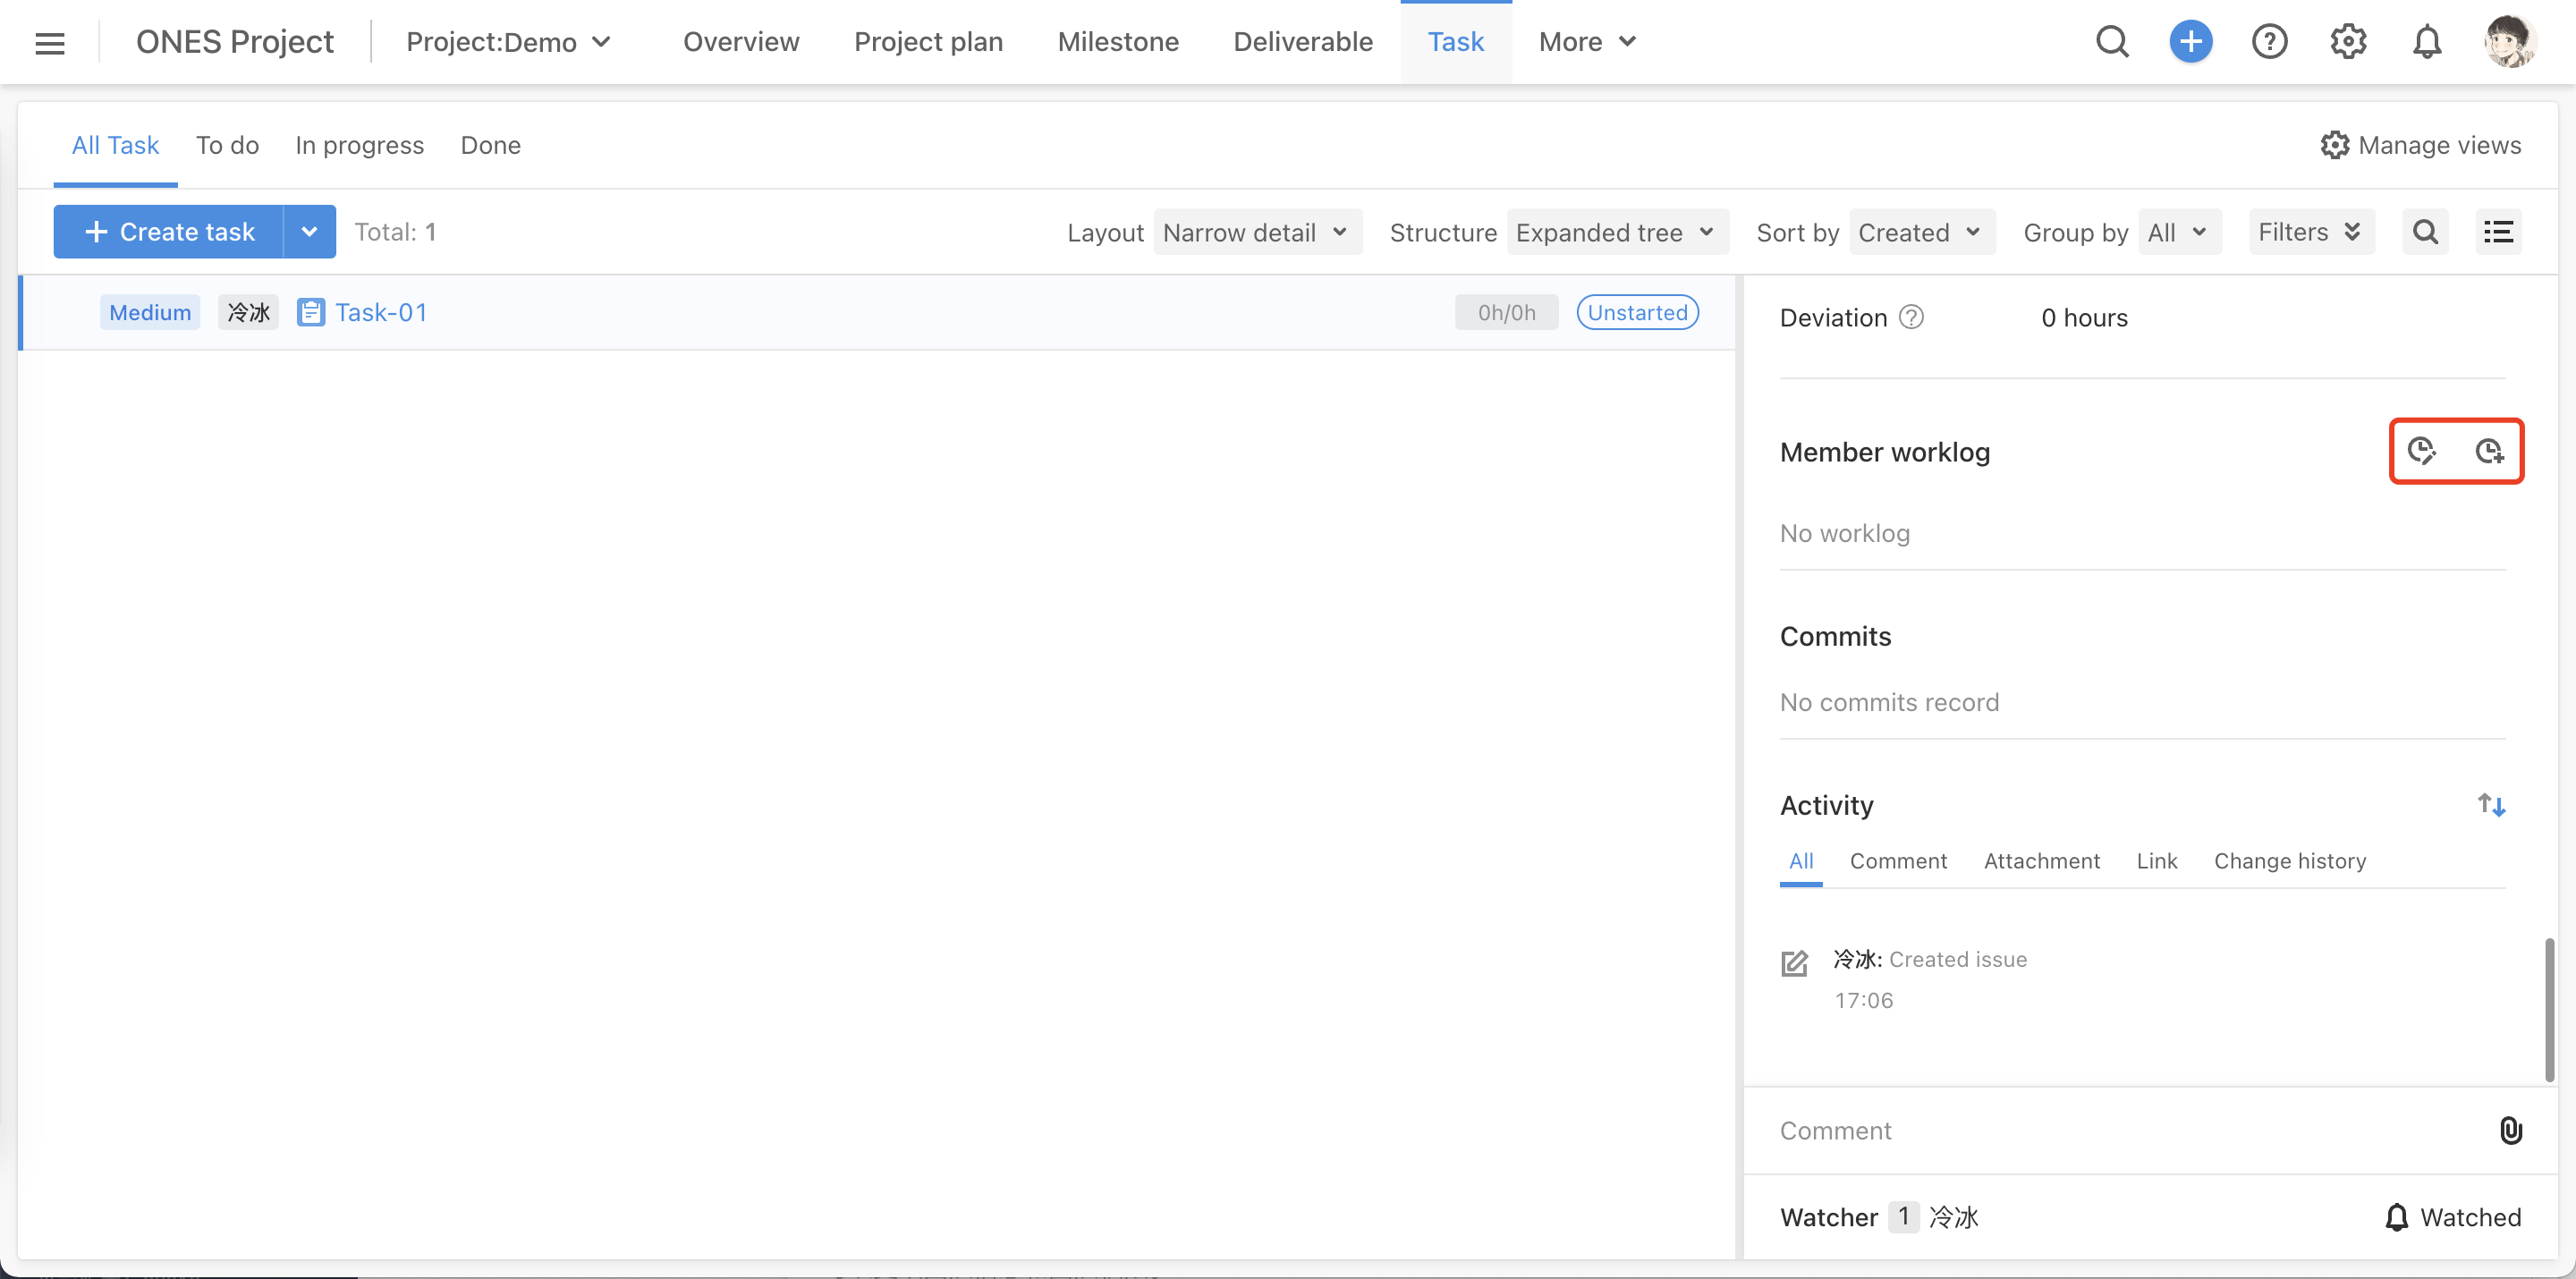 ONES Project
Project:Demo
Overview
Project plan
Milestone
Deliverable
Task
More
All Task
To do
In progress
Done
Manage views
Create task
Total: 1
Layout Narrow detail
Structure Expanded tree
Sort by Created
Group by All
Filters
Medium 冷冰 Task-01 0h/0h Unstarted
Deviation 0 hours
Member worklog
No worklog
Commits
No commits record
Activity
All Comment Attachment Link Change history
冷冰: Created issue
17:06
Comment
Watcher 1 冷冰 Watched